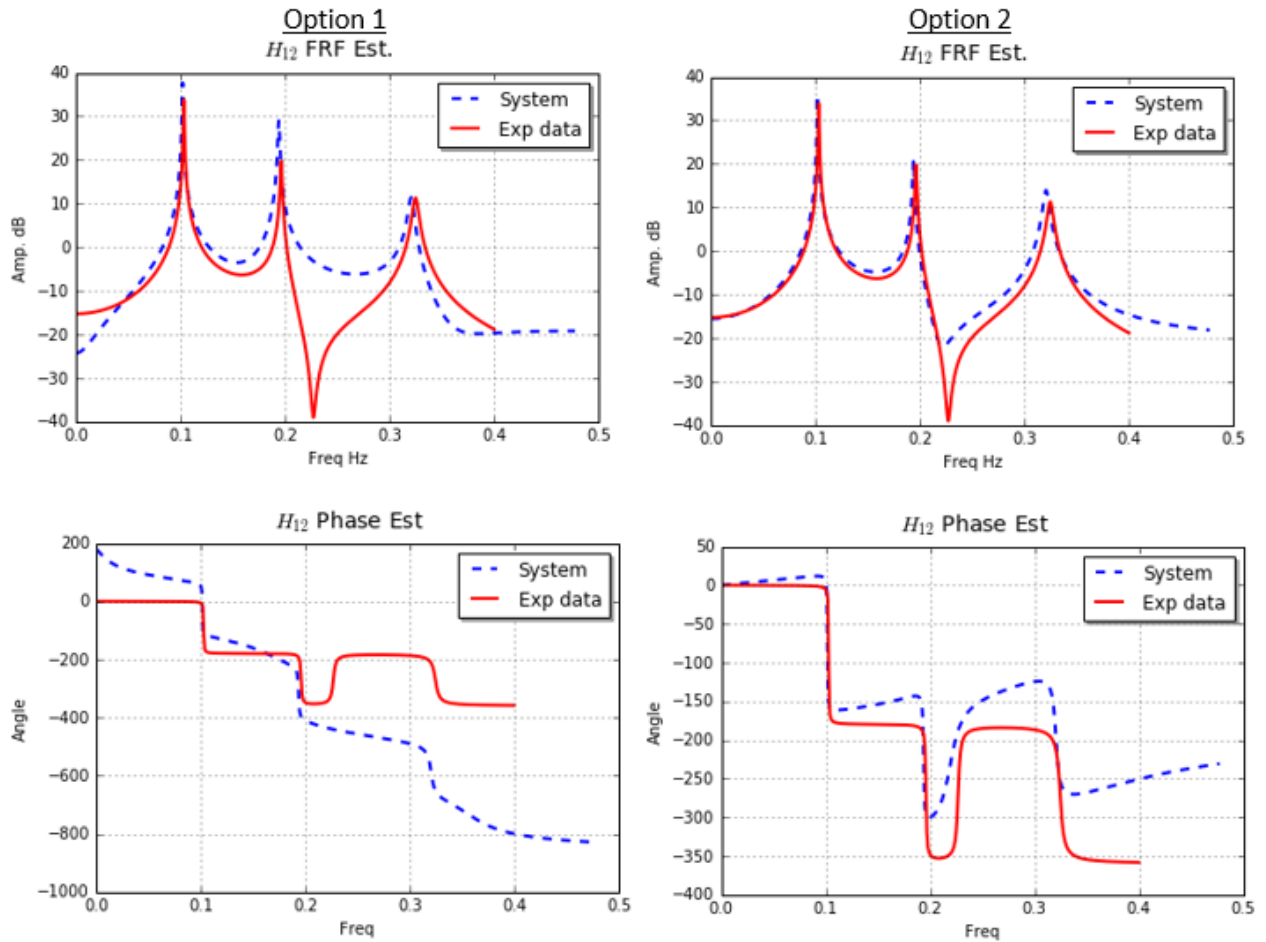 Option 1
H12 FRF Est.
40
30
20
10
0
−10
−20
−30
−40
Amp. dB
System
Exp data
0.0 0.1 0.2 0.3 0.4 0.5
Freq Hz
Option 2
H12 FRF Est.
40
30
20
10
0
−10
−20
−30
−40
Amp. dB
System
Exp data
0.0 0.1 0.2 0.3 0.4 0.5
Freq Hz
H12 Phase Est
200
0
−200
−400
−600
−800
−1000
Angle
System
Exp data
0.0 0.1 0.2 0.3 0.4 0.5
Freq
H12 Phase Est
50
0
−50
−100
−150
−200
−250
−300
−350
−400
Angle
System
Exp data
0.0 0.1 0.2 0.3 0.4 0.5
Freq